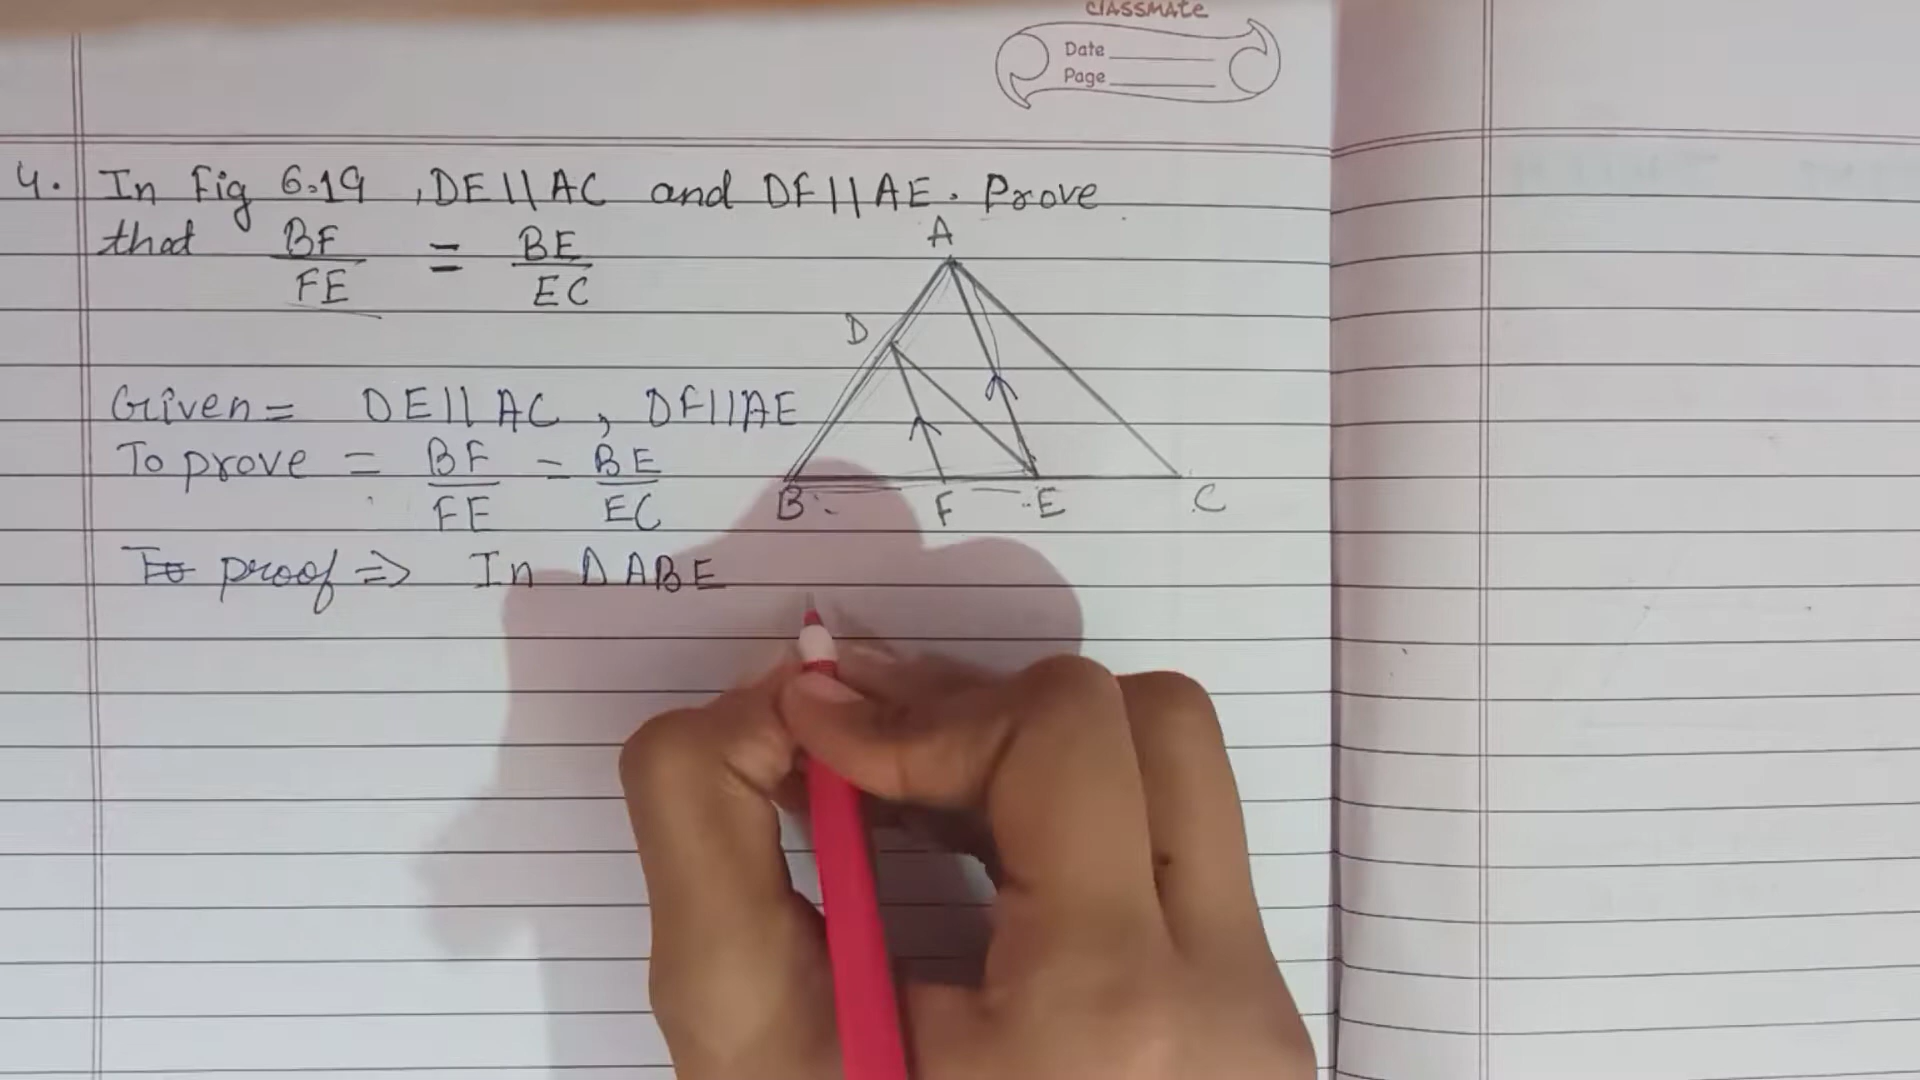 classmate
Date
Page
4. In Fig 6.19 , DE||AC and DF||AE. Prove
that BF/FE = BE/EC
A
D
B F E C
Given = DE||AC , DF||AE
To prove = BF/FE = BE/EC
To proof => In ΔABE